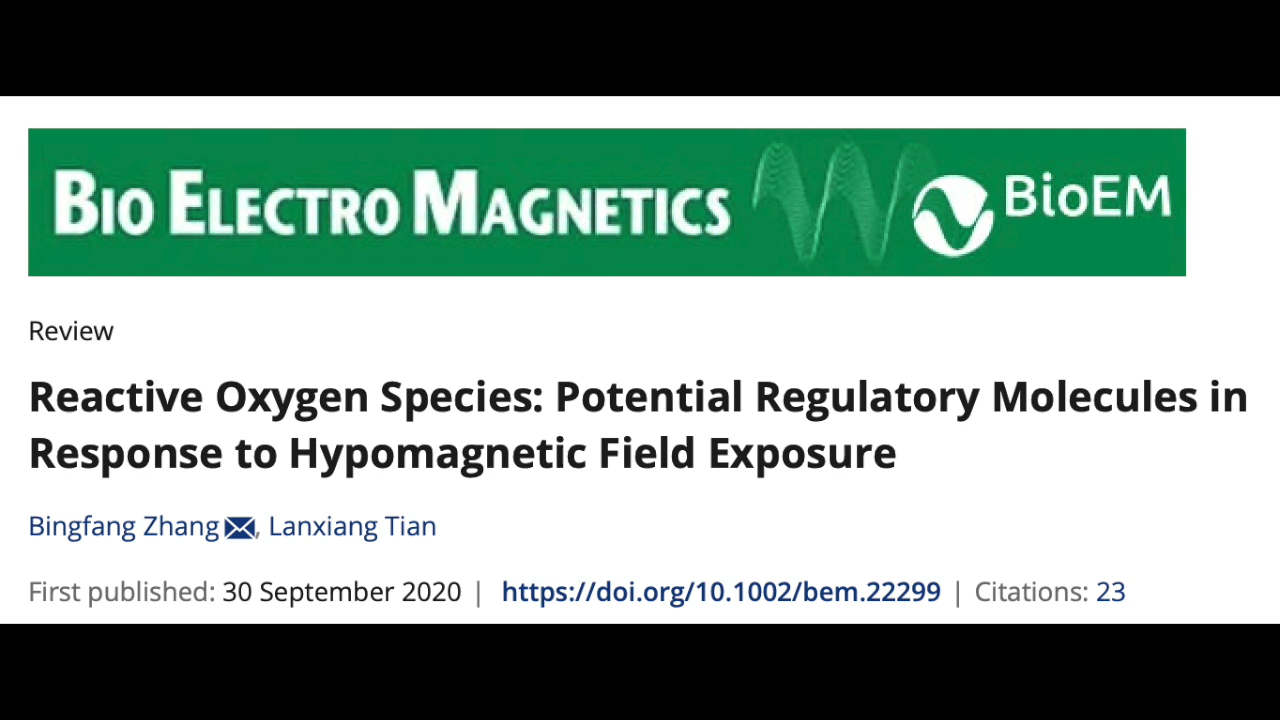 BIO ELECTRO MAGNETICS BioEM
Review
Reactive Oxygen Species: Potential Regulatory Molecules in
Response to Hypomagnetic Field Exposure
Bingfang Zhang, Lanxiang Tian
First published: 30 September 2020 | https://doi.org/10.1002/bem.22299 | Citations: 23